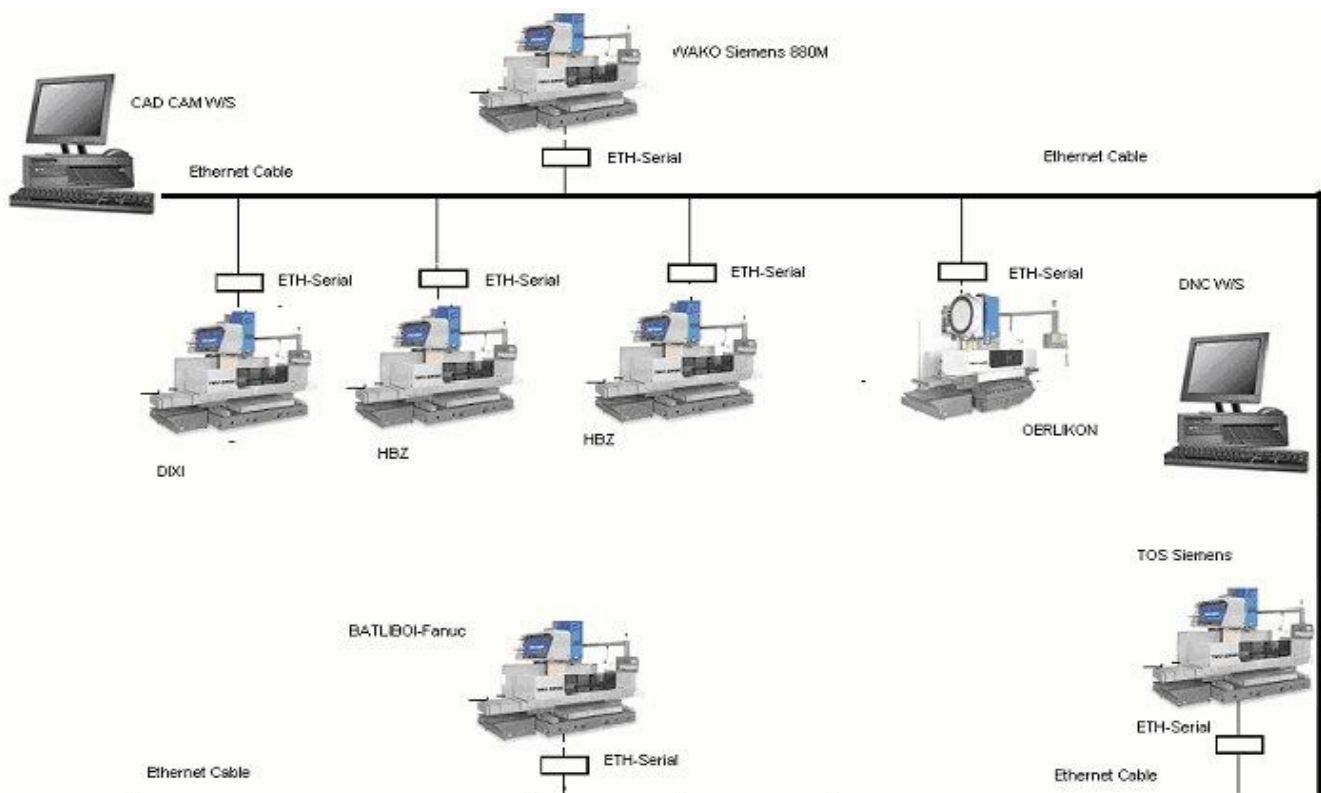 WAKO Siemens 880M
CAD CAM W/S
ETH-Serial
Ethernet Cable
Ethernet Cable
ETH-Serial
ETH-Serial
ETH-Serial
ETH-Serial
DNC W/S
OERLIKON
HBZ
HBZ
DIXI
TOS Siemens
BATLIBOI-Fanuc
ETH-Serial
ETH-Serial
Ethernet Cable
Ethernet Cable